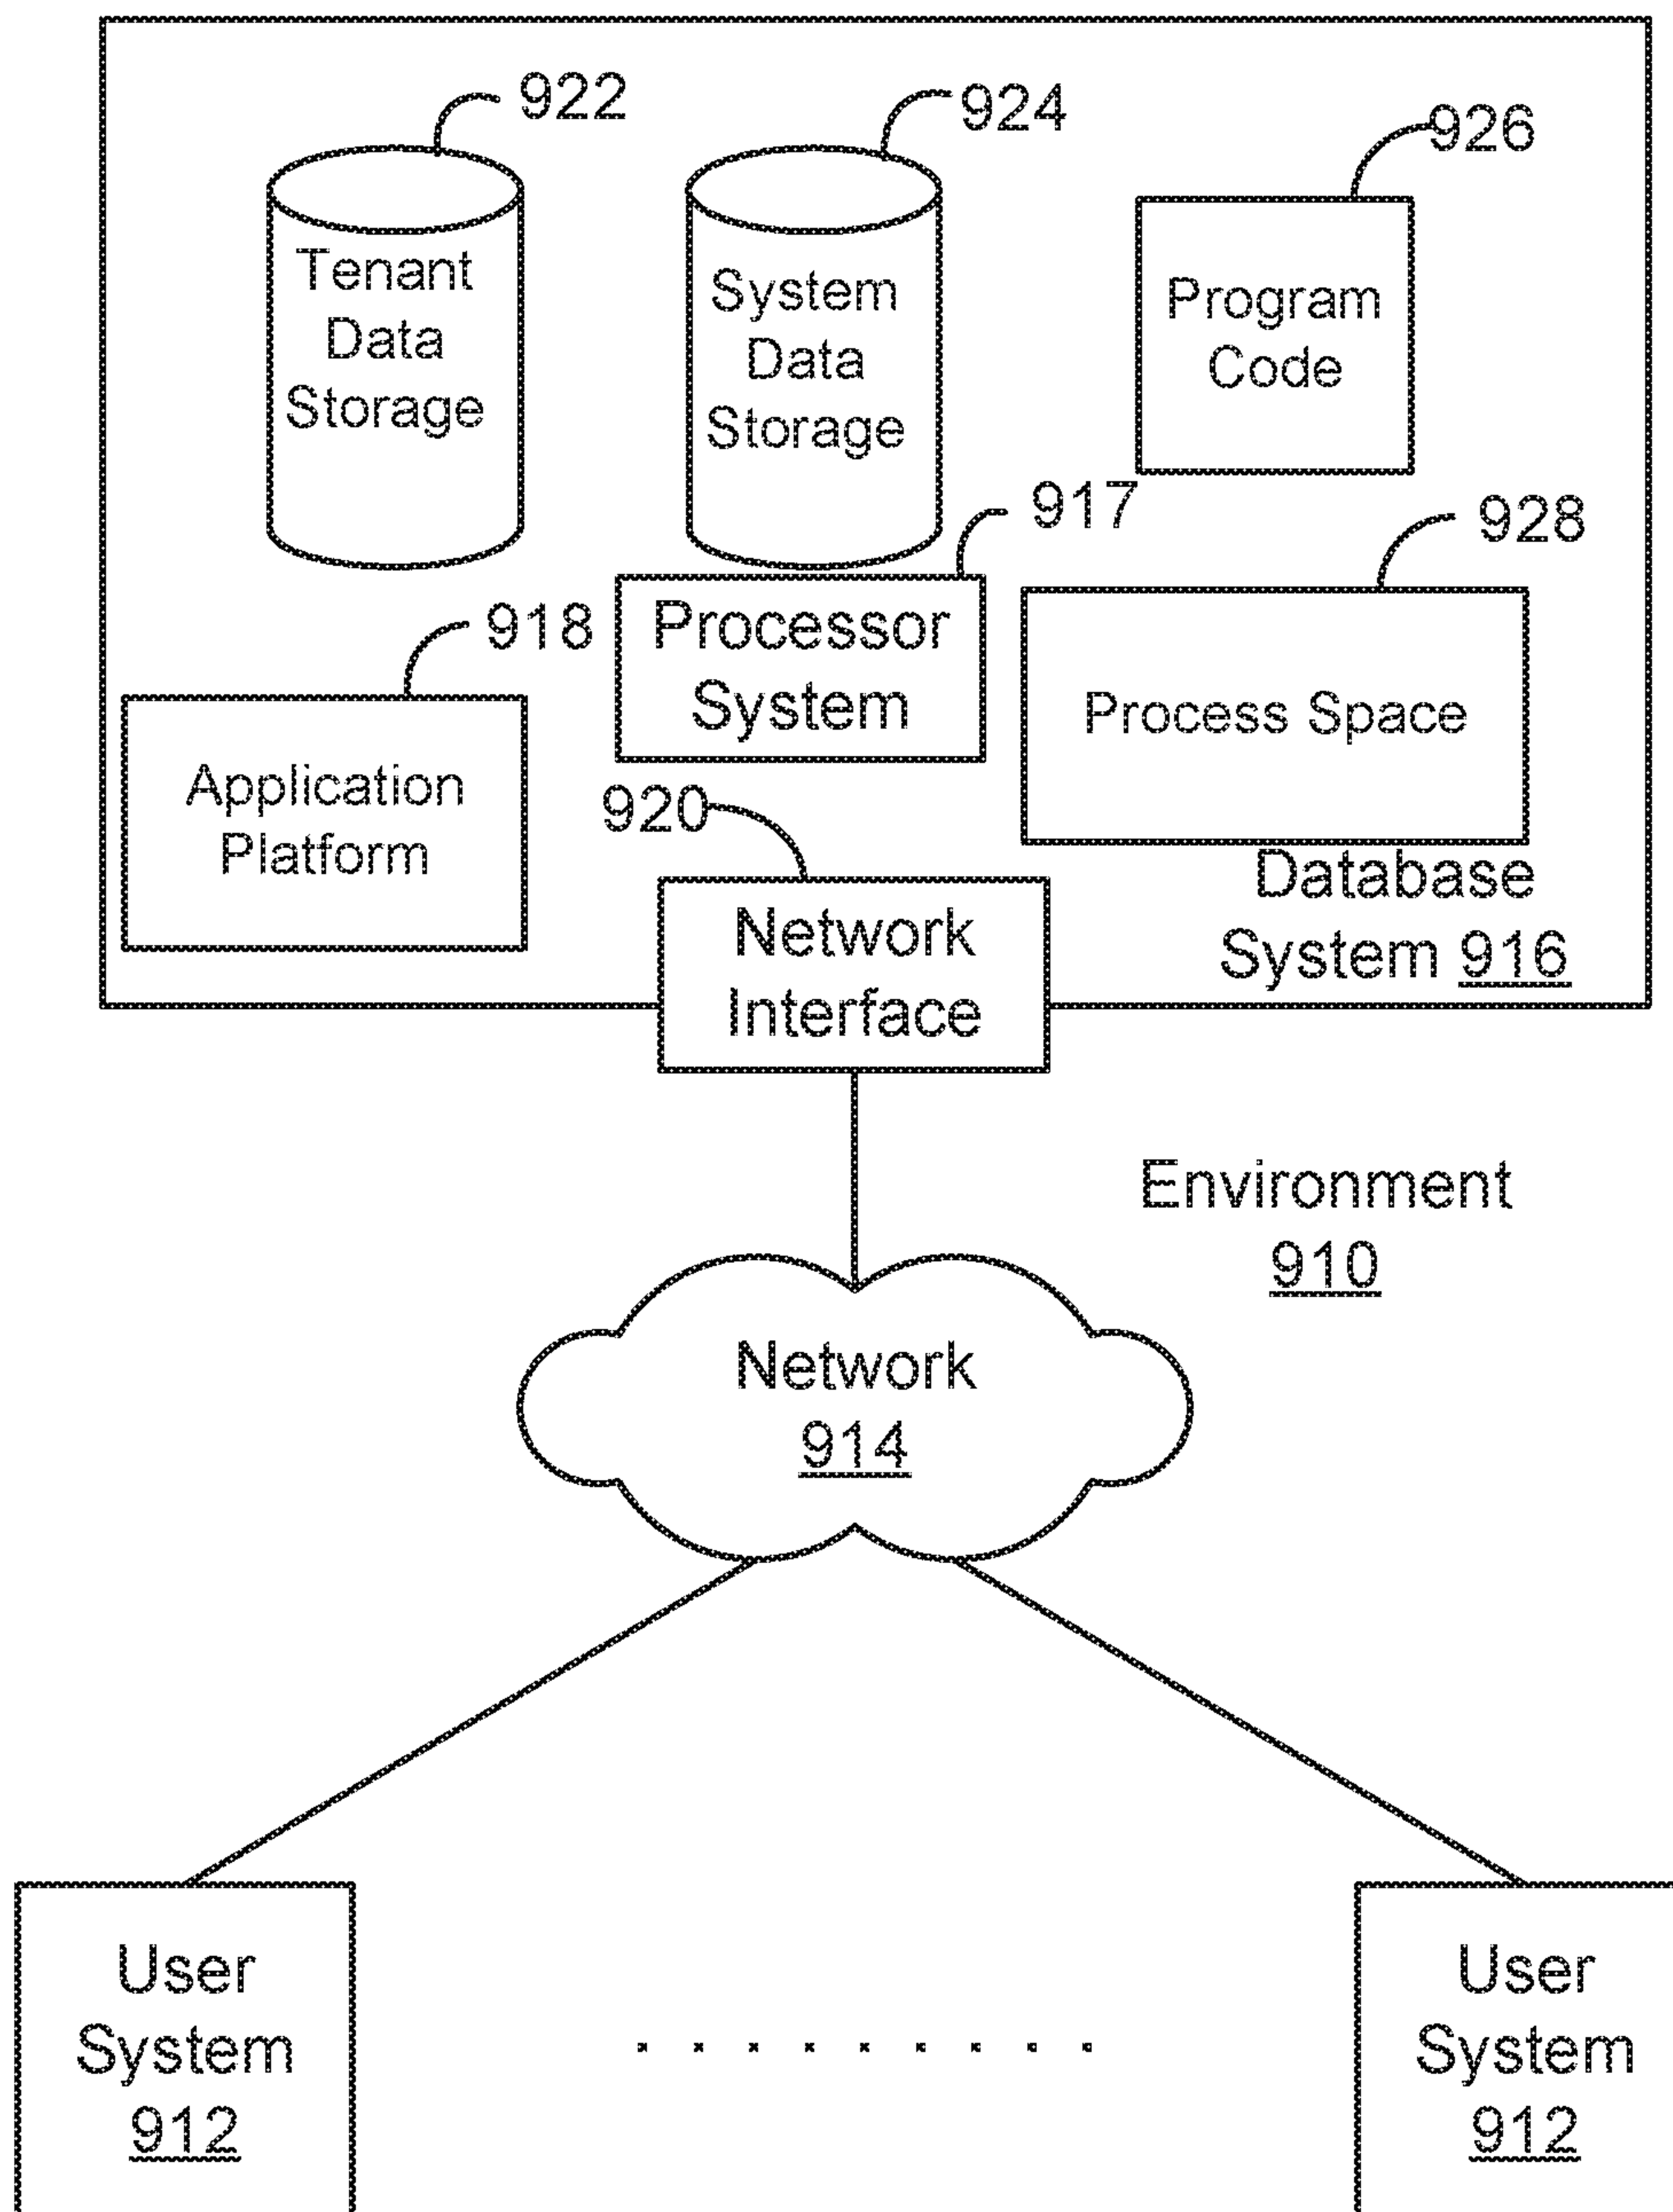 922
924
926
Tenant
Data
Storage
System
Data
Storage
Program
Code
917
928
918
Processor
System
Process Space
Application
Platform
920
Database
System 916
Network
Interface
Environment
910
Network
914
User
System
912
User
System
912